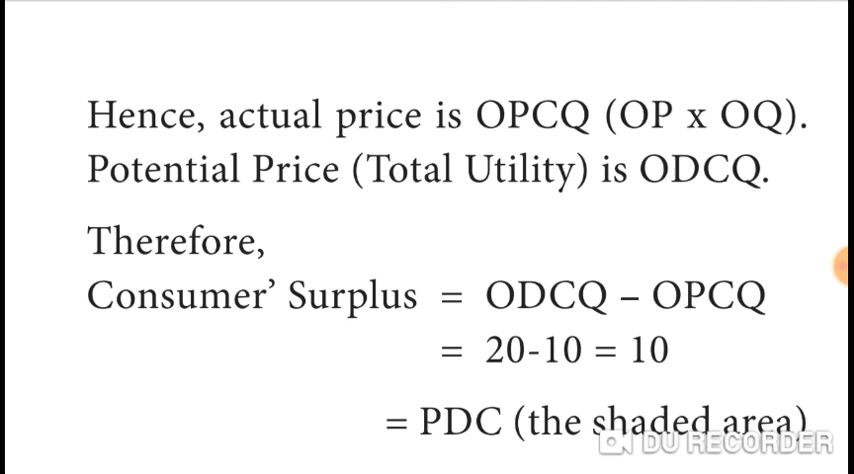 Hence, actual price is OPCQ (OP x OQ).
Potential Price (Total Utility) is ODCQ.
Therefore,
Consumer’ Surplus = ODCQ – OPCQ
= 20-10 = 10
= PDC (the shaded area)
DU RECORDER